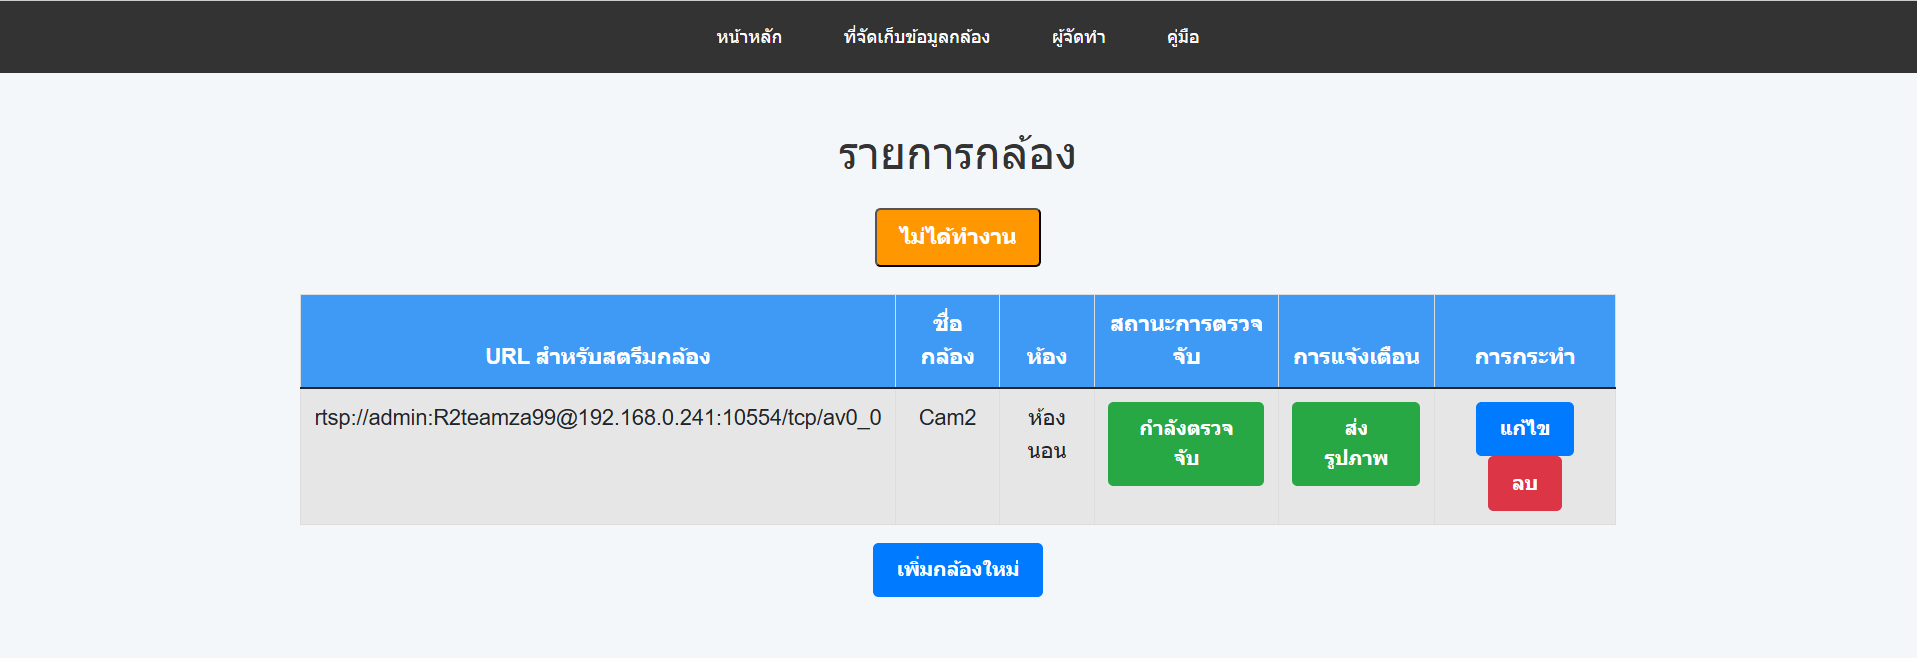 หน้าหลัก ที่จัดเก็บข้อมูลกล้อง ผู้จัดทำ คู่มือ
รายการกล้อง
ไม่ได้ทำงาน
URL สำหรับสตรีมกล้อง
ชื่อ
กล้อง
ห้อง
สถานะการตรวจ
จับ
การแจ้งเตือน
การกระทำ
rtsp://admin:R2teamza99@192.168.0.241:10554/tcp/av0_0
Cam2
ห้อง
นอน
กำลังตรวจ
จับ
ส่ง
รูปภาพ
แก้ไข
ลบ
เพิ่มกล้องใหม่